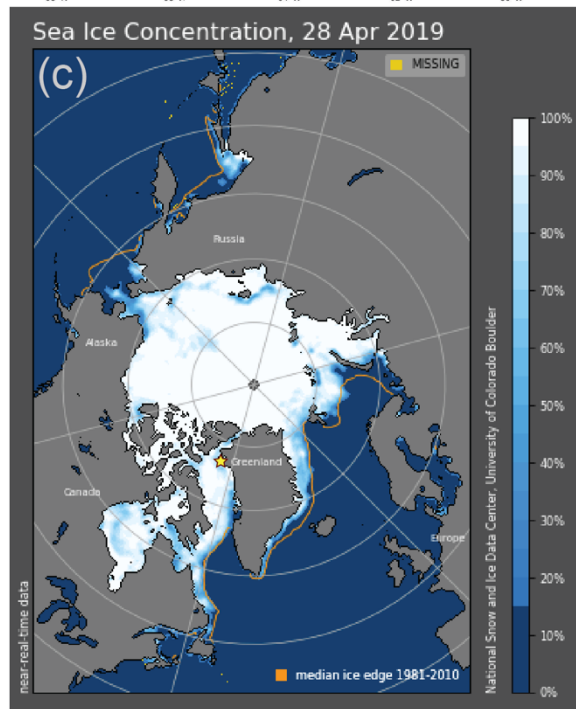 Sea Ice Concentration, 28 Apr 2019
(c)
MISSING
Russia
Alaska
Greenland
Canada
Europe
near-real-time data
median ice edge 1981-2010
100%
90%
80%
70%
60%
50%
40%
30%
20%
10%
0%
National Snow and Ice Data Center, University of Colorado Boulder